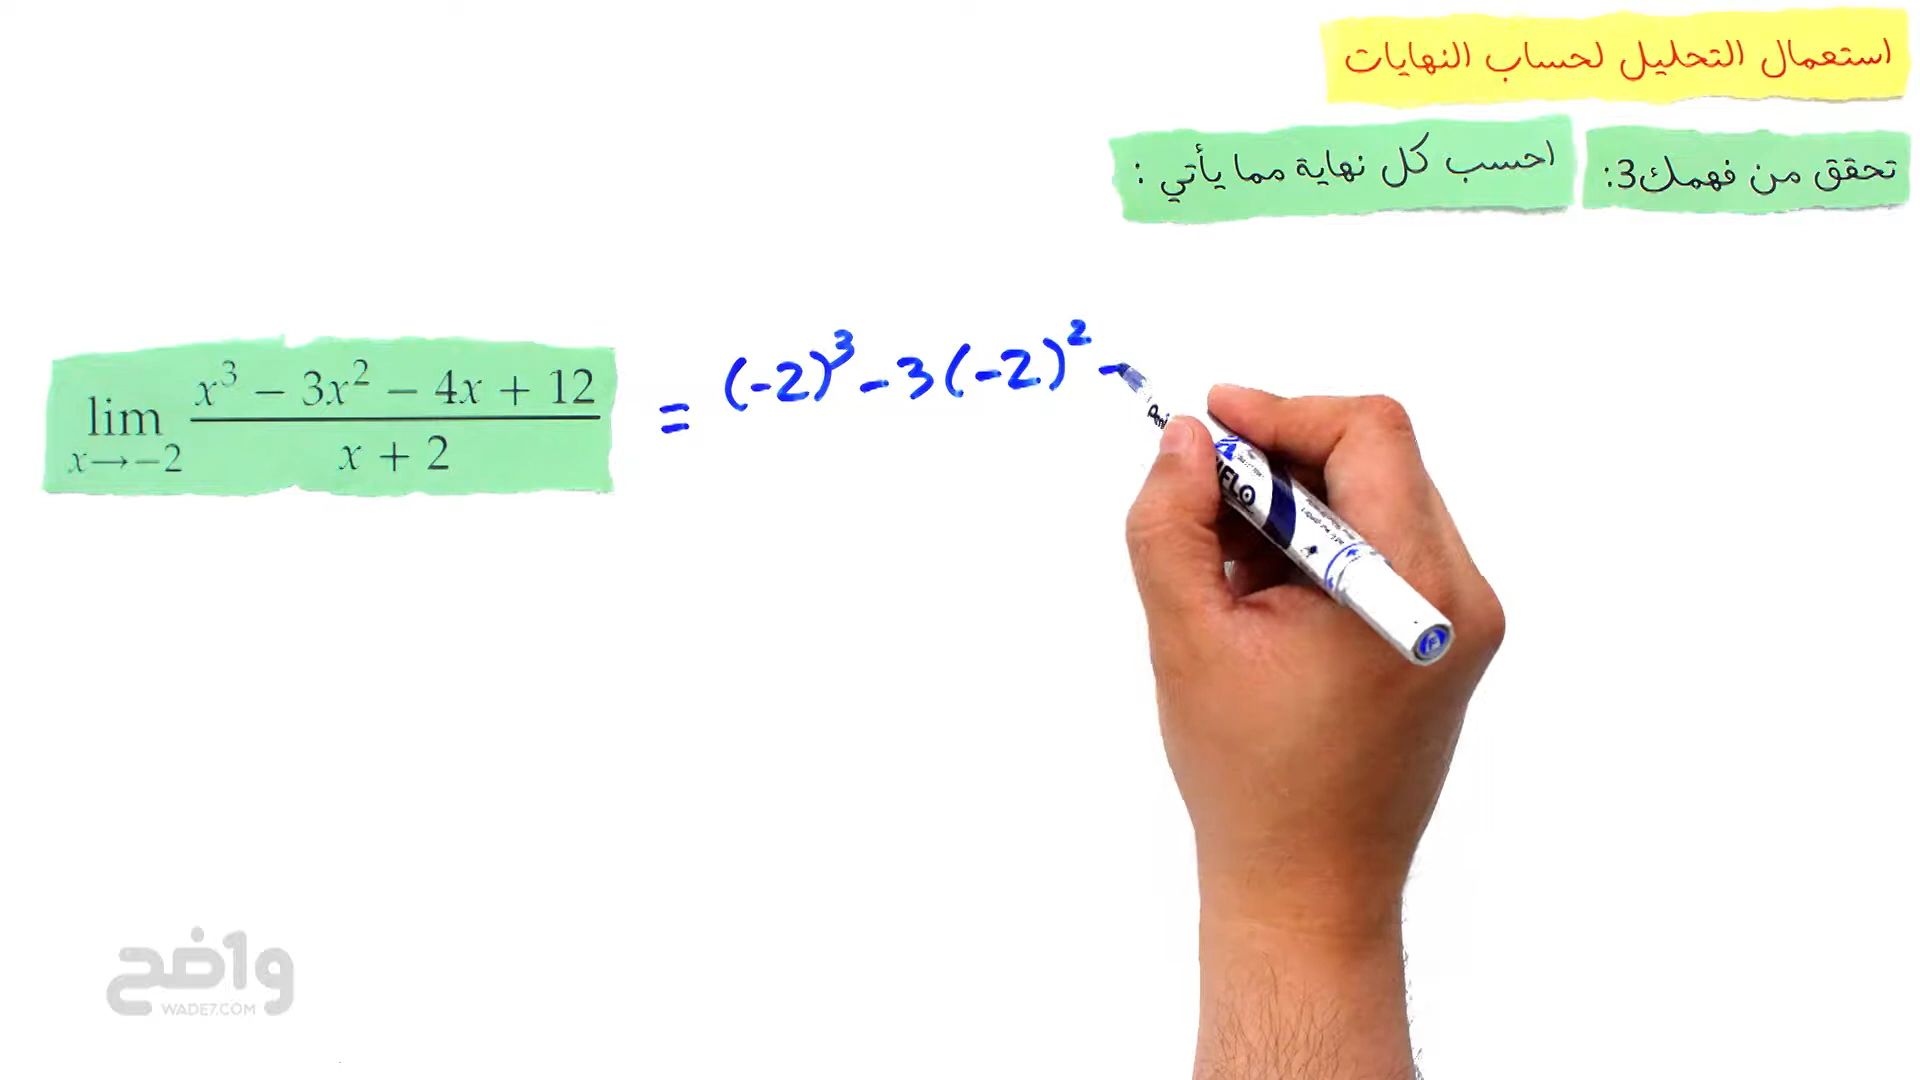 استعمال التحليل لحساب النهايات
تحقق من فهمك3: احسب كل نهاية مما يأتي :
lim x→−2 (x³ − 3x² − 4x + 12)/(x + 2) = (-2)³ - 3(-2)² -
واضح
WADE7.COM